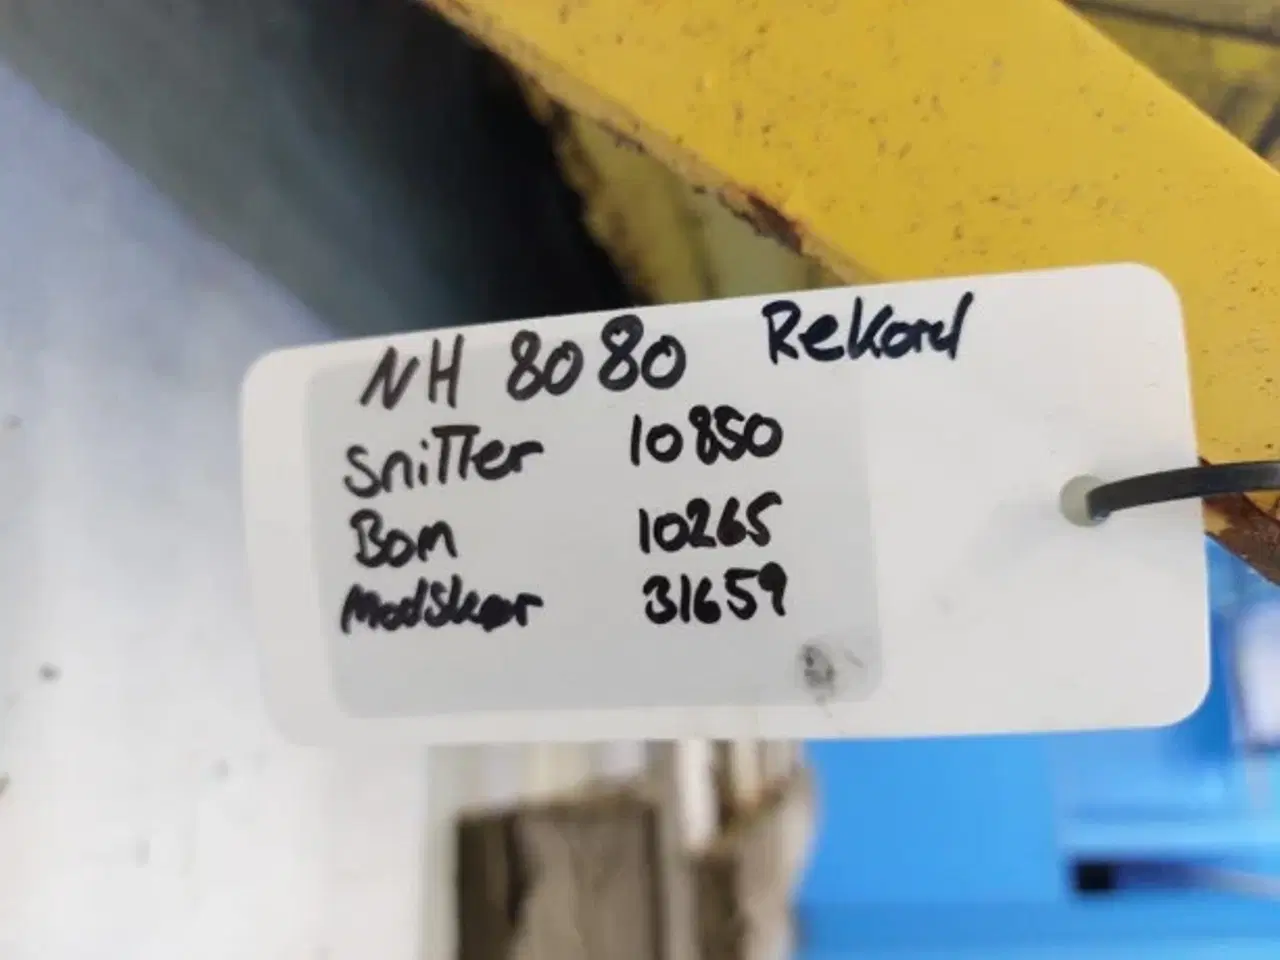 NH 8080 Rekord
Snitter 10850
Bom 10265
Modskær 31659